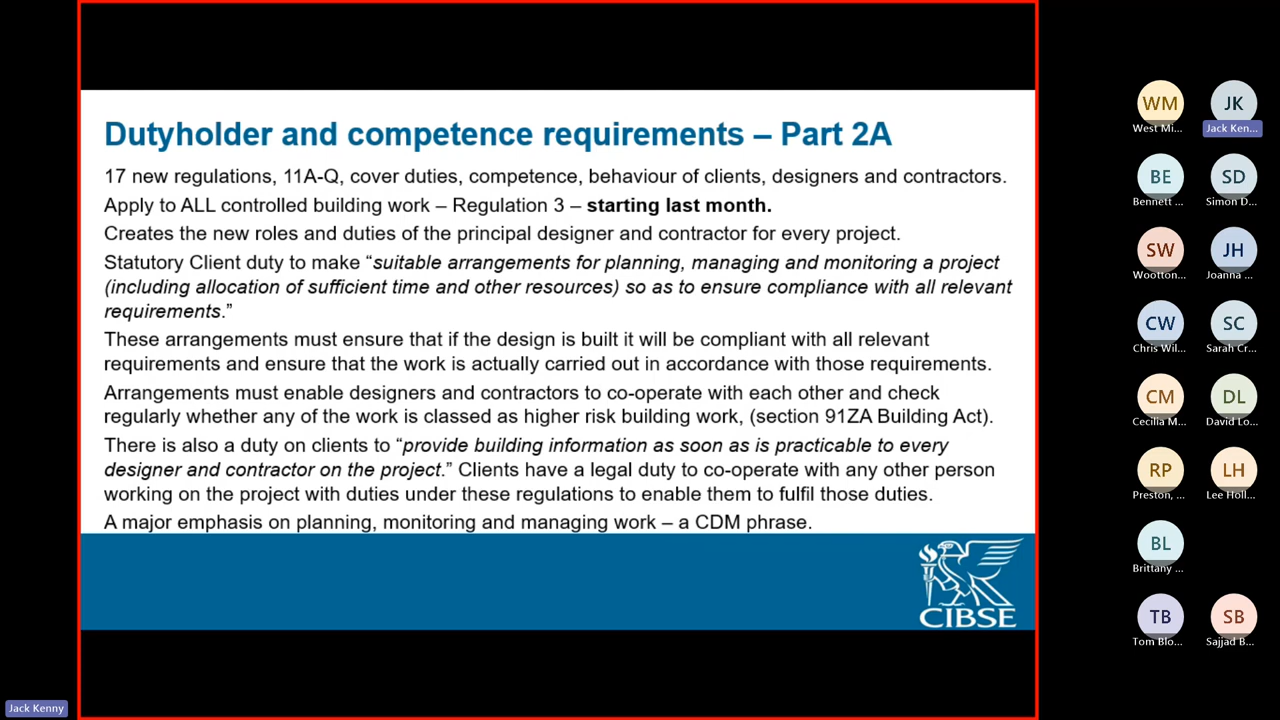 Dutyholder and competence requirements – Part 2A
17 new regulations, 11A-Q, cover duties, competence, behaviour of clients, designers and contractors.
Apply to ALL controlled building work – Regulation 3 – starting last month.
Creates the new roles and duties of the principal designer and contractor for every project.
Statutory Client duty to make “suitable arrangements for planning, managing and monitoring a project
(including allocation of sufficient time and other resources) so as to ensure compliance with all relevant
requirements.”
These arrangements must ensure that if the design is built it will be compliant with all relevant
requirements and ensure that the work is actually carried out in accordance with those requirements.
Arrangements must enable designers and contractors to co-operate with each other and check
regularly whether any of the work is classed as higher risk building work, (section 91ZA Building Act).
There is also a duty on clients to “provide building information as soon as is practicable to every
designer and contractor on the project.” Clients have a legal duty to co-operate with any other person
working on the project with duties under these regulations to enable them to fulfil those duties.
A major emphasis on planning, monitoring and managing work – a CDM phrase.
CIBSE
WM
West Mi...
JK
Jack Ken...
BE
Bennett ...
SD
Simon D...
SW
Wootton...
JH
Joanna ...
CW
Chris Wil...
SC
Sarah Cr...
CM
Cecilia M...
DL
David Lo...
RP
Preston, ...
LH
Lee Holl...
BL
Brittany ...
TB
Tom Blo...
SB
Sajjad B...
Jack Kenny